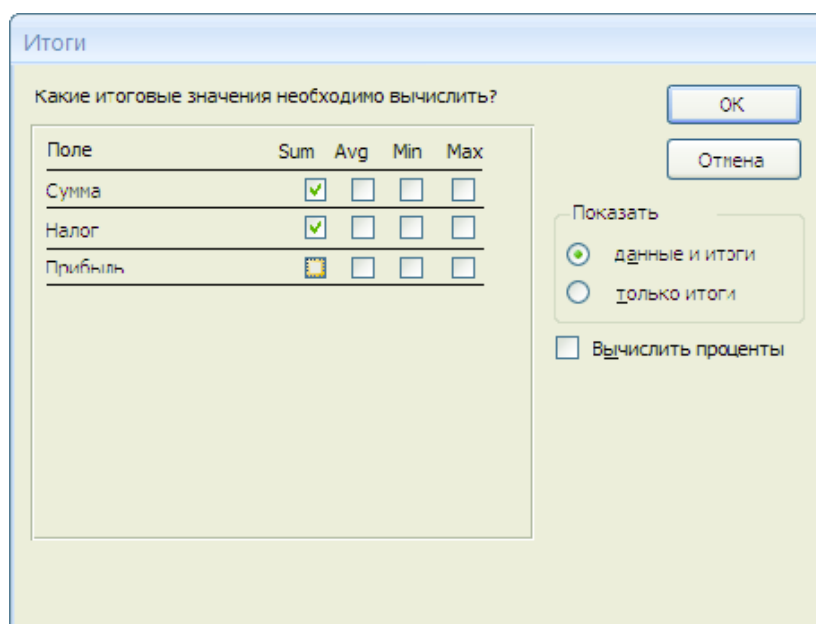 Итоги
Какие итоговые значения необходимо вычислить?
Поле Sum Avg Min Max
Сумма
Налог
Прибыль
ОК
Отмена
Показать
данные и итоги
только итоги
Вычислить проценты